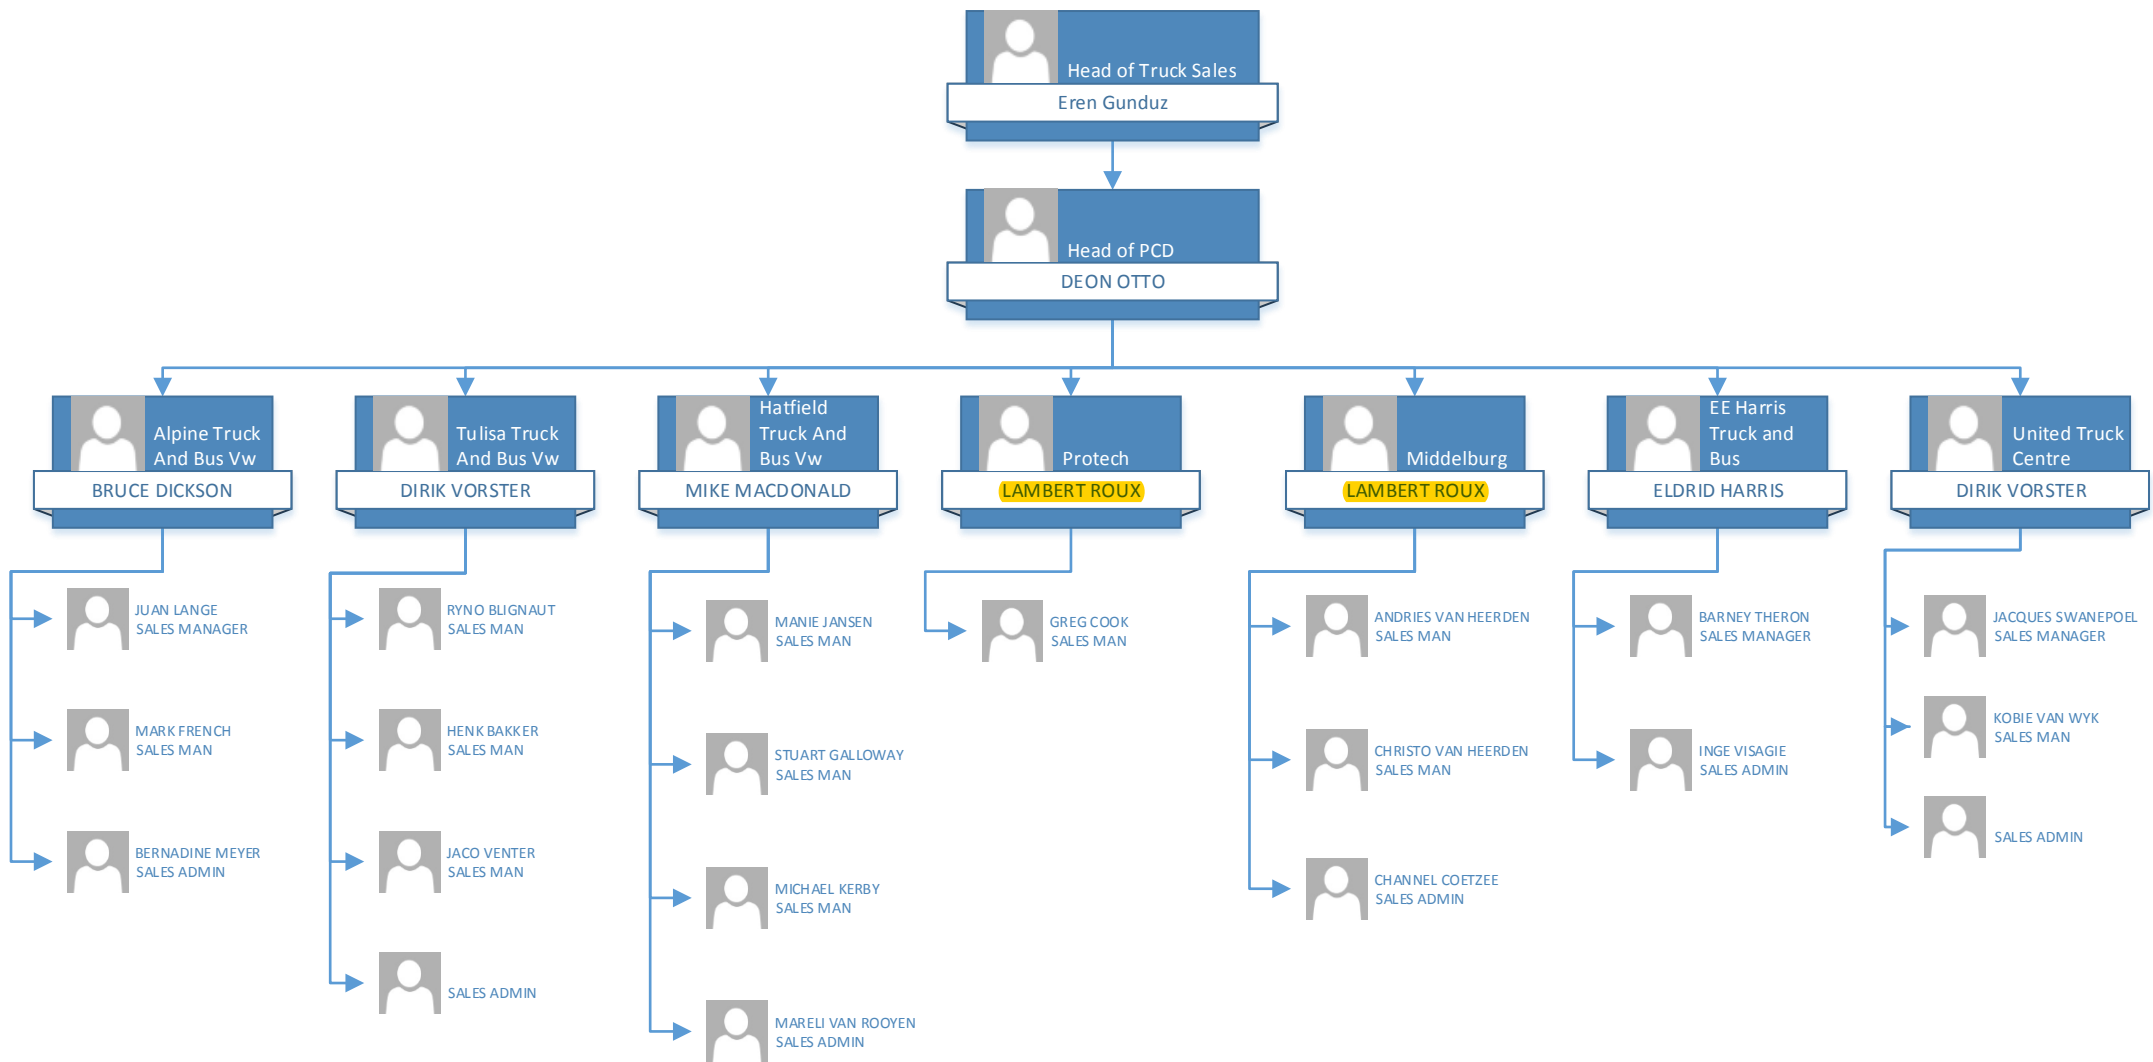 Head of Truck Sales
Eren Gunduz
Head of PCD
DEON OTTO
Alpine Truck
And Bus Vw
BRUCE DICKSON
JUAN LANGE
SALES MANAGER
MARK FRENCH
SALES MAN
BERNADINE MEYER
SALES ADMIN
Tulisa Truck
And Bus Vw
DIRIK VORSTER
RYNO BLIGNAUT
SALES MAN
HENK BAKKER
SALES MAN
JACO VENTER
SALES MAN
SALES ADMIN
Hatfield
Truck And
Bus Vw
MIKE MACDONALD
MANIE JANSEN
SALES MAN
STUART GALLOWAY
SALES MAN
MICHAEL KERBY
SALES MAN
MARELI VAN ROOYEN
SALES ADMIN
Protech
LAMBERT ROUX
GREG COOK
SALES MAN
Middelburg
LAMBERT ROUX
ANDRIES VAN HEERDEN
SALES MAN
CHRISTO VAN HEERDEN
SALES MAN
CHANNEL COETZEE
SALES ADMIN
EE Harris
Truck and
Bus
ELDRID HARRIS
BARNEY THERON
SALES MANAGER
INGE VISAGIE
SALES ADMIN
United Truck
Centre
DIRIK VORSTER
JACQUES SWANEPOEL
SALES MANAGER
KOBIE VAN WYK
SALES MAN
SALES ADMIN